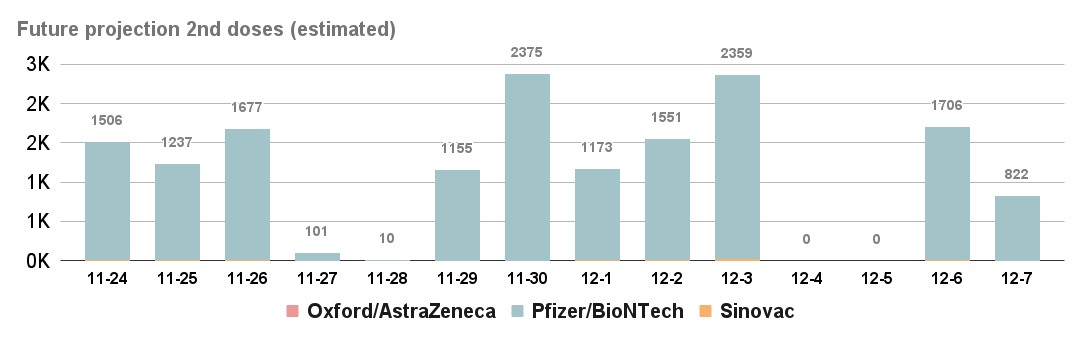 Future projection 2nd doses (estimated)
3K
2K
2K
1K
1K
0K
1506
1237
1677
101
10
1155
2375
1173
1551
2359
0
0
1706
822
11-24 11-25 11-26 11-27 11-28 11-29 11-30 12-1 12-2 12-3 12-4 12-5 12-6 12-7
Oxford/AstraZeneca Pfizer/BioNTech Sinovac